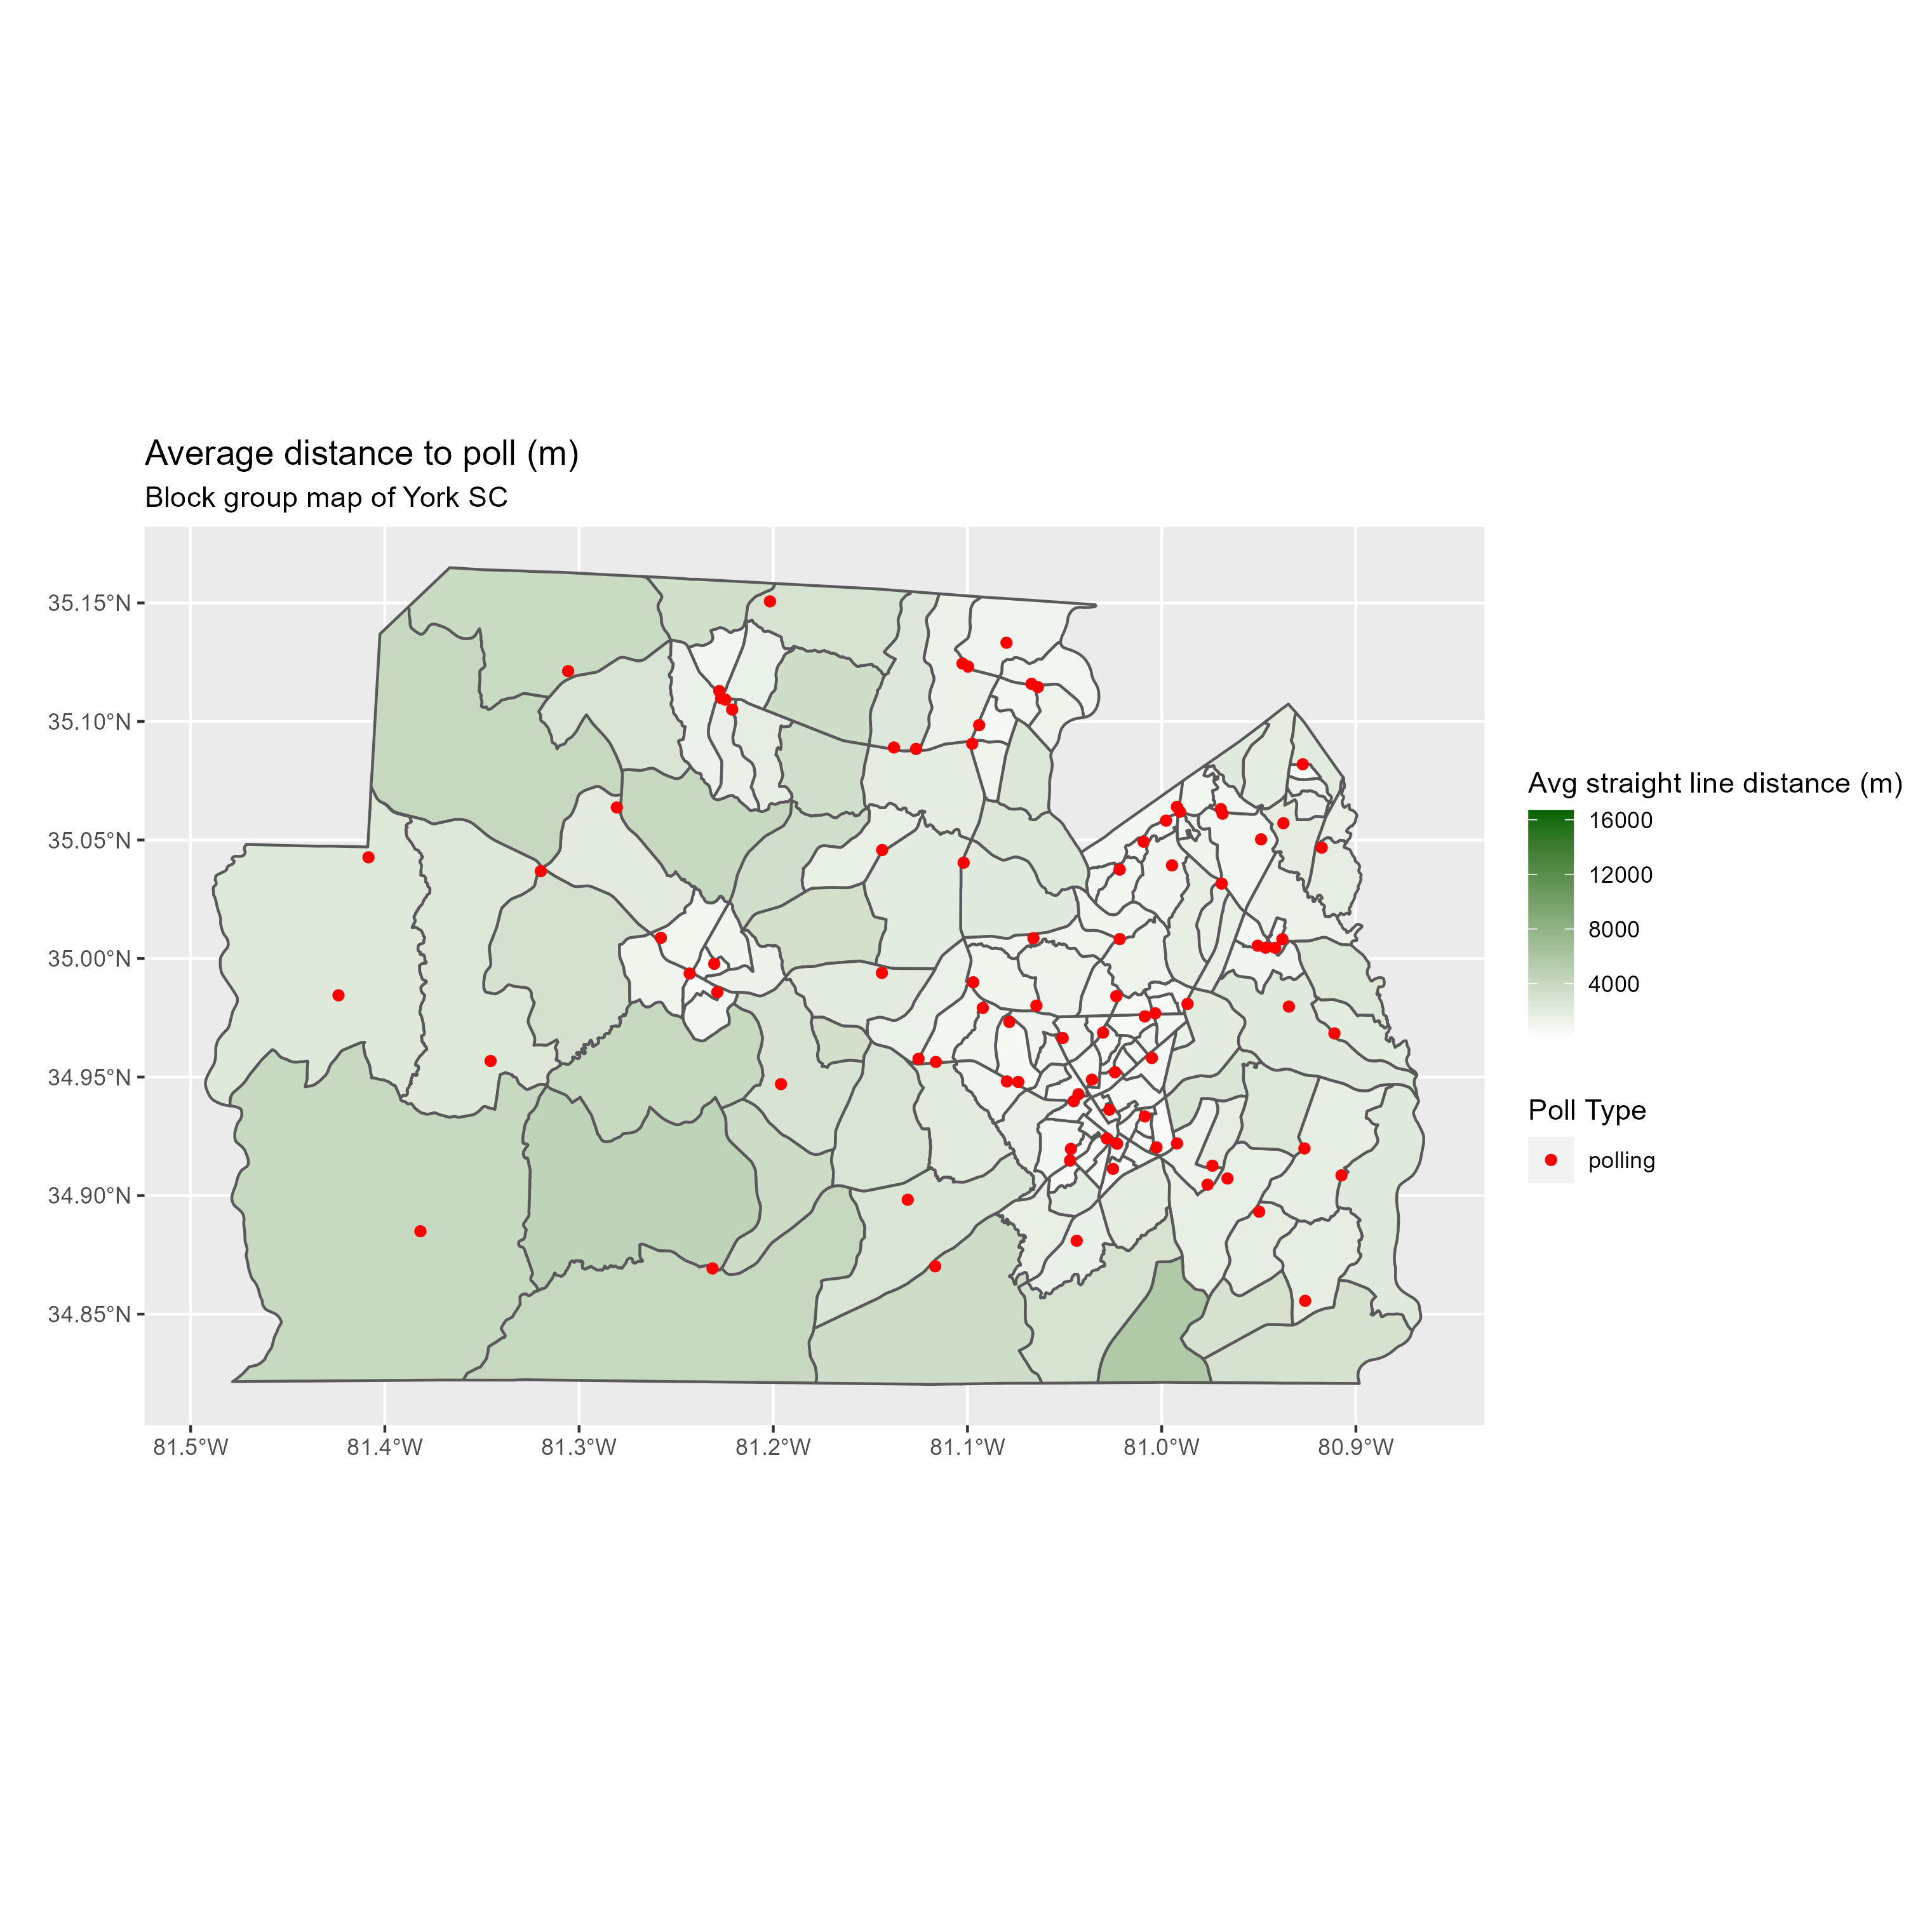 Average distance to poll (m)
Block group map of York SC
35.15°N
35.10°N
35.05°N
35.00°N
34.95°N
34.90°N
34.85°N
81.5°W
81.4°W
81.3°W
81.2°W
81.1°W
81.0°W
80.9°W
Avg straight line distance (m)
16000
12000
8000
4000
Poll Type
polling